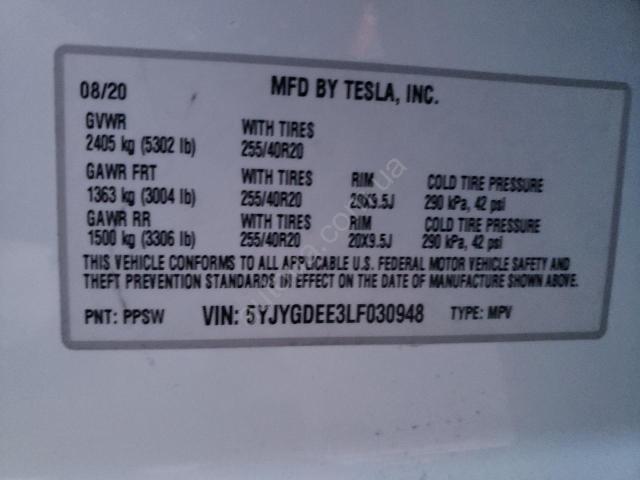 08/20 MFD BY TESLA, INC.
GVWR WITH TIRES
2405 kg (5302 lb) 255/40R20
GAWR FRT WITH TIRES RIM COLD TIRE PRESSURE
1363 kg (3004 lb) 255/40R20 20X9.5J 290 kPa, 42 psi
GAWR RR WITH TIRES RIM COLD TIRE PRESSURE
1500 kg (3306 lb) 255/40R20 20X9.5J 290 kPa, 42 psi
THIS VEHICLE CONFORMS TO ALL APPLICABLE U.S. FEDERAL MOTOR VEHICLE SAFETY AND
THEFT PREVENTION STANDARDS IN EFFECT ON THE DATE OF MANUFACTURE SHOWN ABOVE.
PNT: PPSW VIN: 5YJYGDEE3LF030948 TYPE: MPV